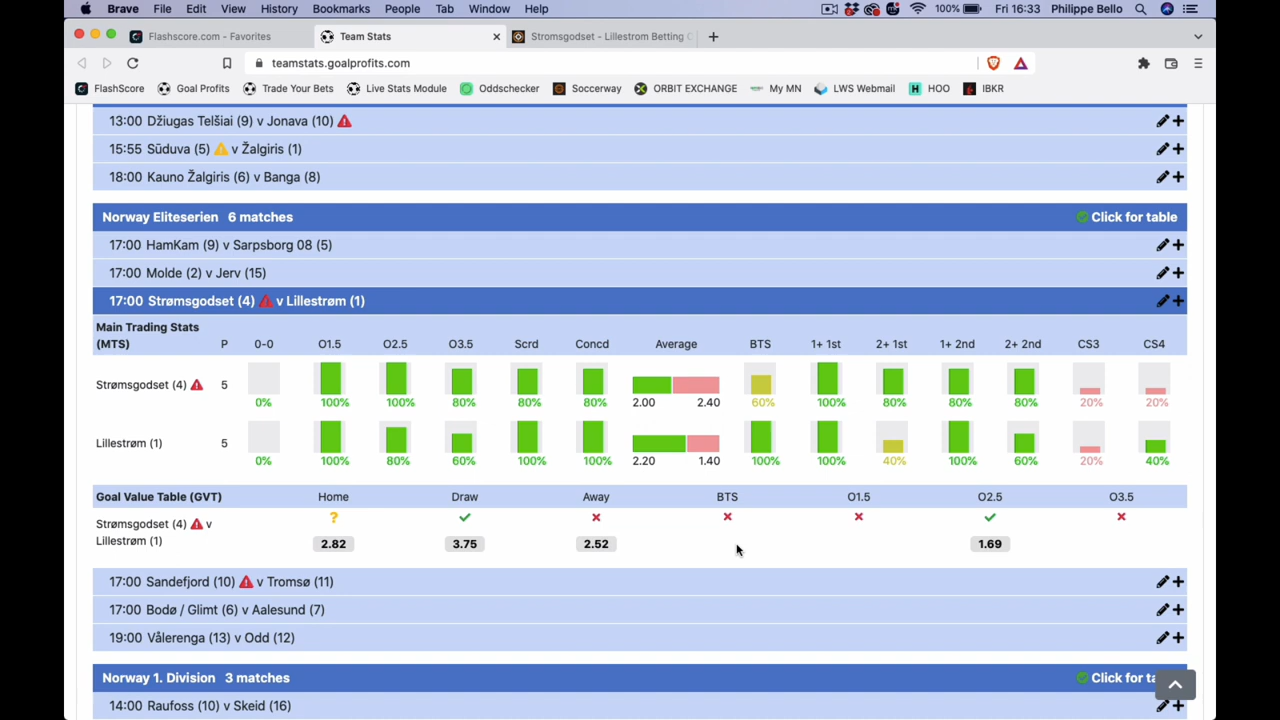 Brave File Edit View History Bookmarks People Tab Window Help 100% Fri 16:33 Philippe Bello
Flashscore.com - Favorites Team Stats Stromsgodset - Lillestrom Betting
teamstats.goalprofits.com
FlashScore Goal Profits Trade Your Bets Live Stats Module Oddschecker Soccerway ORBIT EXCHANGE My MN LWS Webmail HOO IBKR
13:00 Džiugas Telšiai (9) v Jonava (10)
15:55 Sūduva (5) v Žalgiris (1)
18:00 Kauno Žalgiris (6) v Banga (8)
Norway Eliteserien 6 matches Click for table
17:00 HamKam (9) v Sarpsborg 08 (5)
17:00 Molde (2) v Jerv (15)
17:00 Strømsgodset (4) v Lillestrøm (1)
Main Trading Stats
(MTS) P 0-0 O1.5 O2.5 O3.5 Scrd Concd Average BTS 1+ 1st 2+ 1st 1+ 2nd 2+ 2nd CS3 CS4
Strømsgodset (4) 5
0% 100% 100% 80% 80% 80% 2.00 2.40 60% 100% 80% 80% 80% 20% 20%
Lillestrøm (1) 5
0% 100% 80% 60% 100% 100% 2.20 1.40 100% 100% 40% 100% 60% 20% 40%
Goal Value Table (GVT) Home Draw Away BTS O1.5 O2.5 O3.5
Strømsgodset (4) v
Lillestrøm (1)
?
2.82 3.75 2.52 1.69
17:00 Sandefjord (10) v Tromsø (11)
17:00 Bodø / Glimt (6) v Aalesund (7)
19:00 Vålerenga (13) v Odd (12)
Norway 1. Division 3 matches Click for
14:00 Raufoss (10) v Skeid (16)